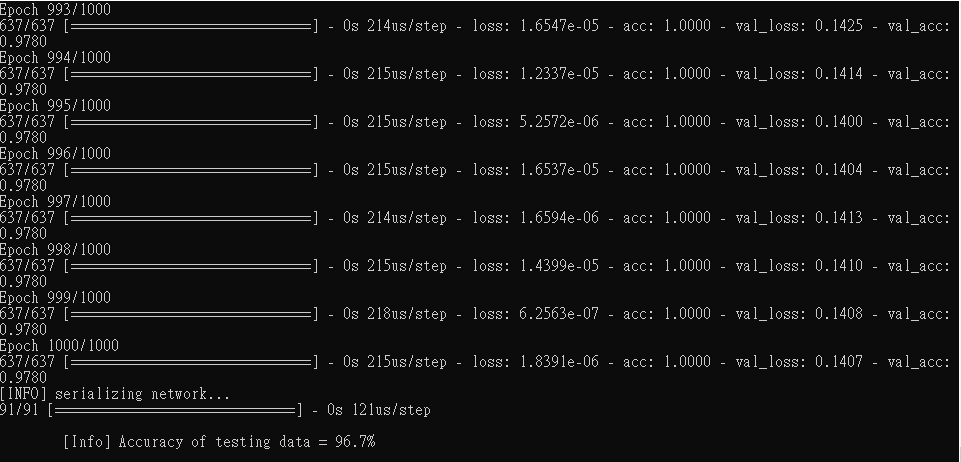 Epoch 993/1000
637/637 [==============================] - 0s 214us/step - loss: 1.6547e-05 - acc: 1.0000 - val_loss: 0.1425 - val_acc:
0.9780
Epoch 994/1000
637/637 [==============================] - 0s 215us/step - loss: 1.2337e-05 - acc: 1.0000 - val_loss: 0.1414 - val_acc:
0.9780
Epoch 995/1000
637/637 [==============================] - 0s 215us/step - loss: 5.2572e-06 - acc: 1.0000 - val_loss: 0.1400 - val_acc:
0.9780
Epoch 996/1000
637/637 [==============================] - 0s 215us/step - loss: 1.6537e-05 - acc: 1.0000 - val_loss: 0.1404 - val_acc:
0.9780
Epoch 997/1000
637/637 [==============================] - 0s 214us/step - loss: 1.6594e-06 - acc: 1.0000 - val_loss: 0.1413 - val_acc:
0.9780
Epoch 998/1000
637/637 [==============================] - 0s 215us/step - loss: 1.4399e-05 - acc: 1.0000 - val_loss: 0.1410 - val_acc:
0.9780
Epoch 999/1000
637/637 [==============================] - 0s 218us/step - loss: 6.2563e-07 - acc: 1.0000 - val_loss: 0.1408 - val_acc:
0.9780
Epoch 1000/1000
637/637 [==============================] - 0s 215us/step - loss: 1.8391e-06 - acc: 1.0000 - val_loss: 0.1407 - val_acc:
0.9780
[INFO] serializing network...
91/91 [==============================] - 0s 121us/step
[Info] Accuracy of testing data = 96.7%